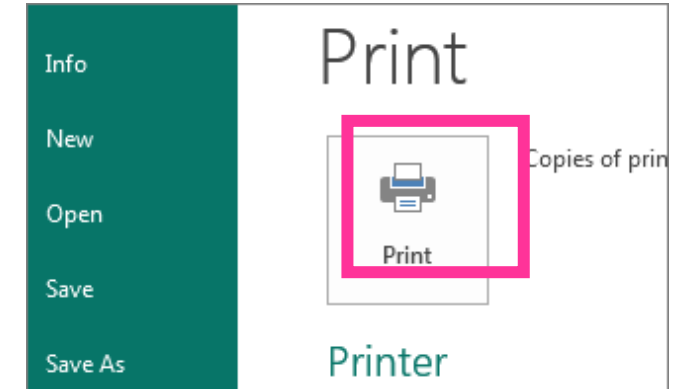 Info
New
Open
Save
Save As
Print
Copies of prin
Print
Printer